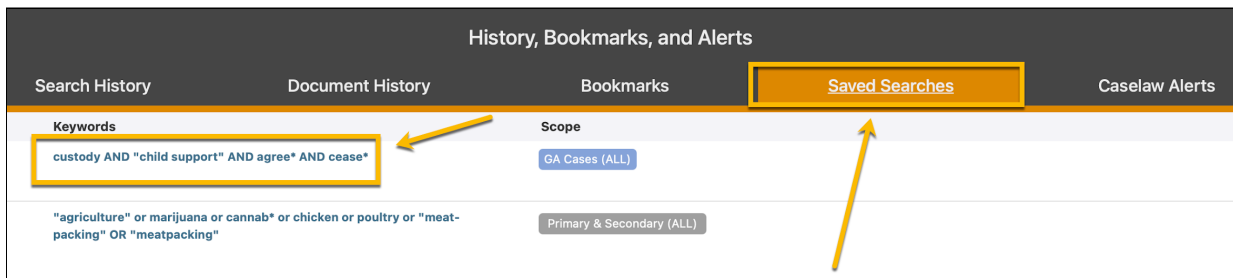 History, Bookmarks, and Alerts
Search History Document History Bookmarks Saved Searches Caselaw Alerts
Keywords Scope
custody AND "child support" AND agree* AND cease* GA Cases (ALL)
"agriculture" or marijuana or cannab* or chicken or poultry or "meat-
packing" OR "meatpacking"
Primary & Secondary (ALL)